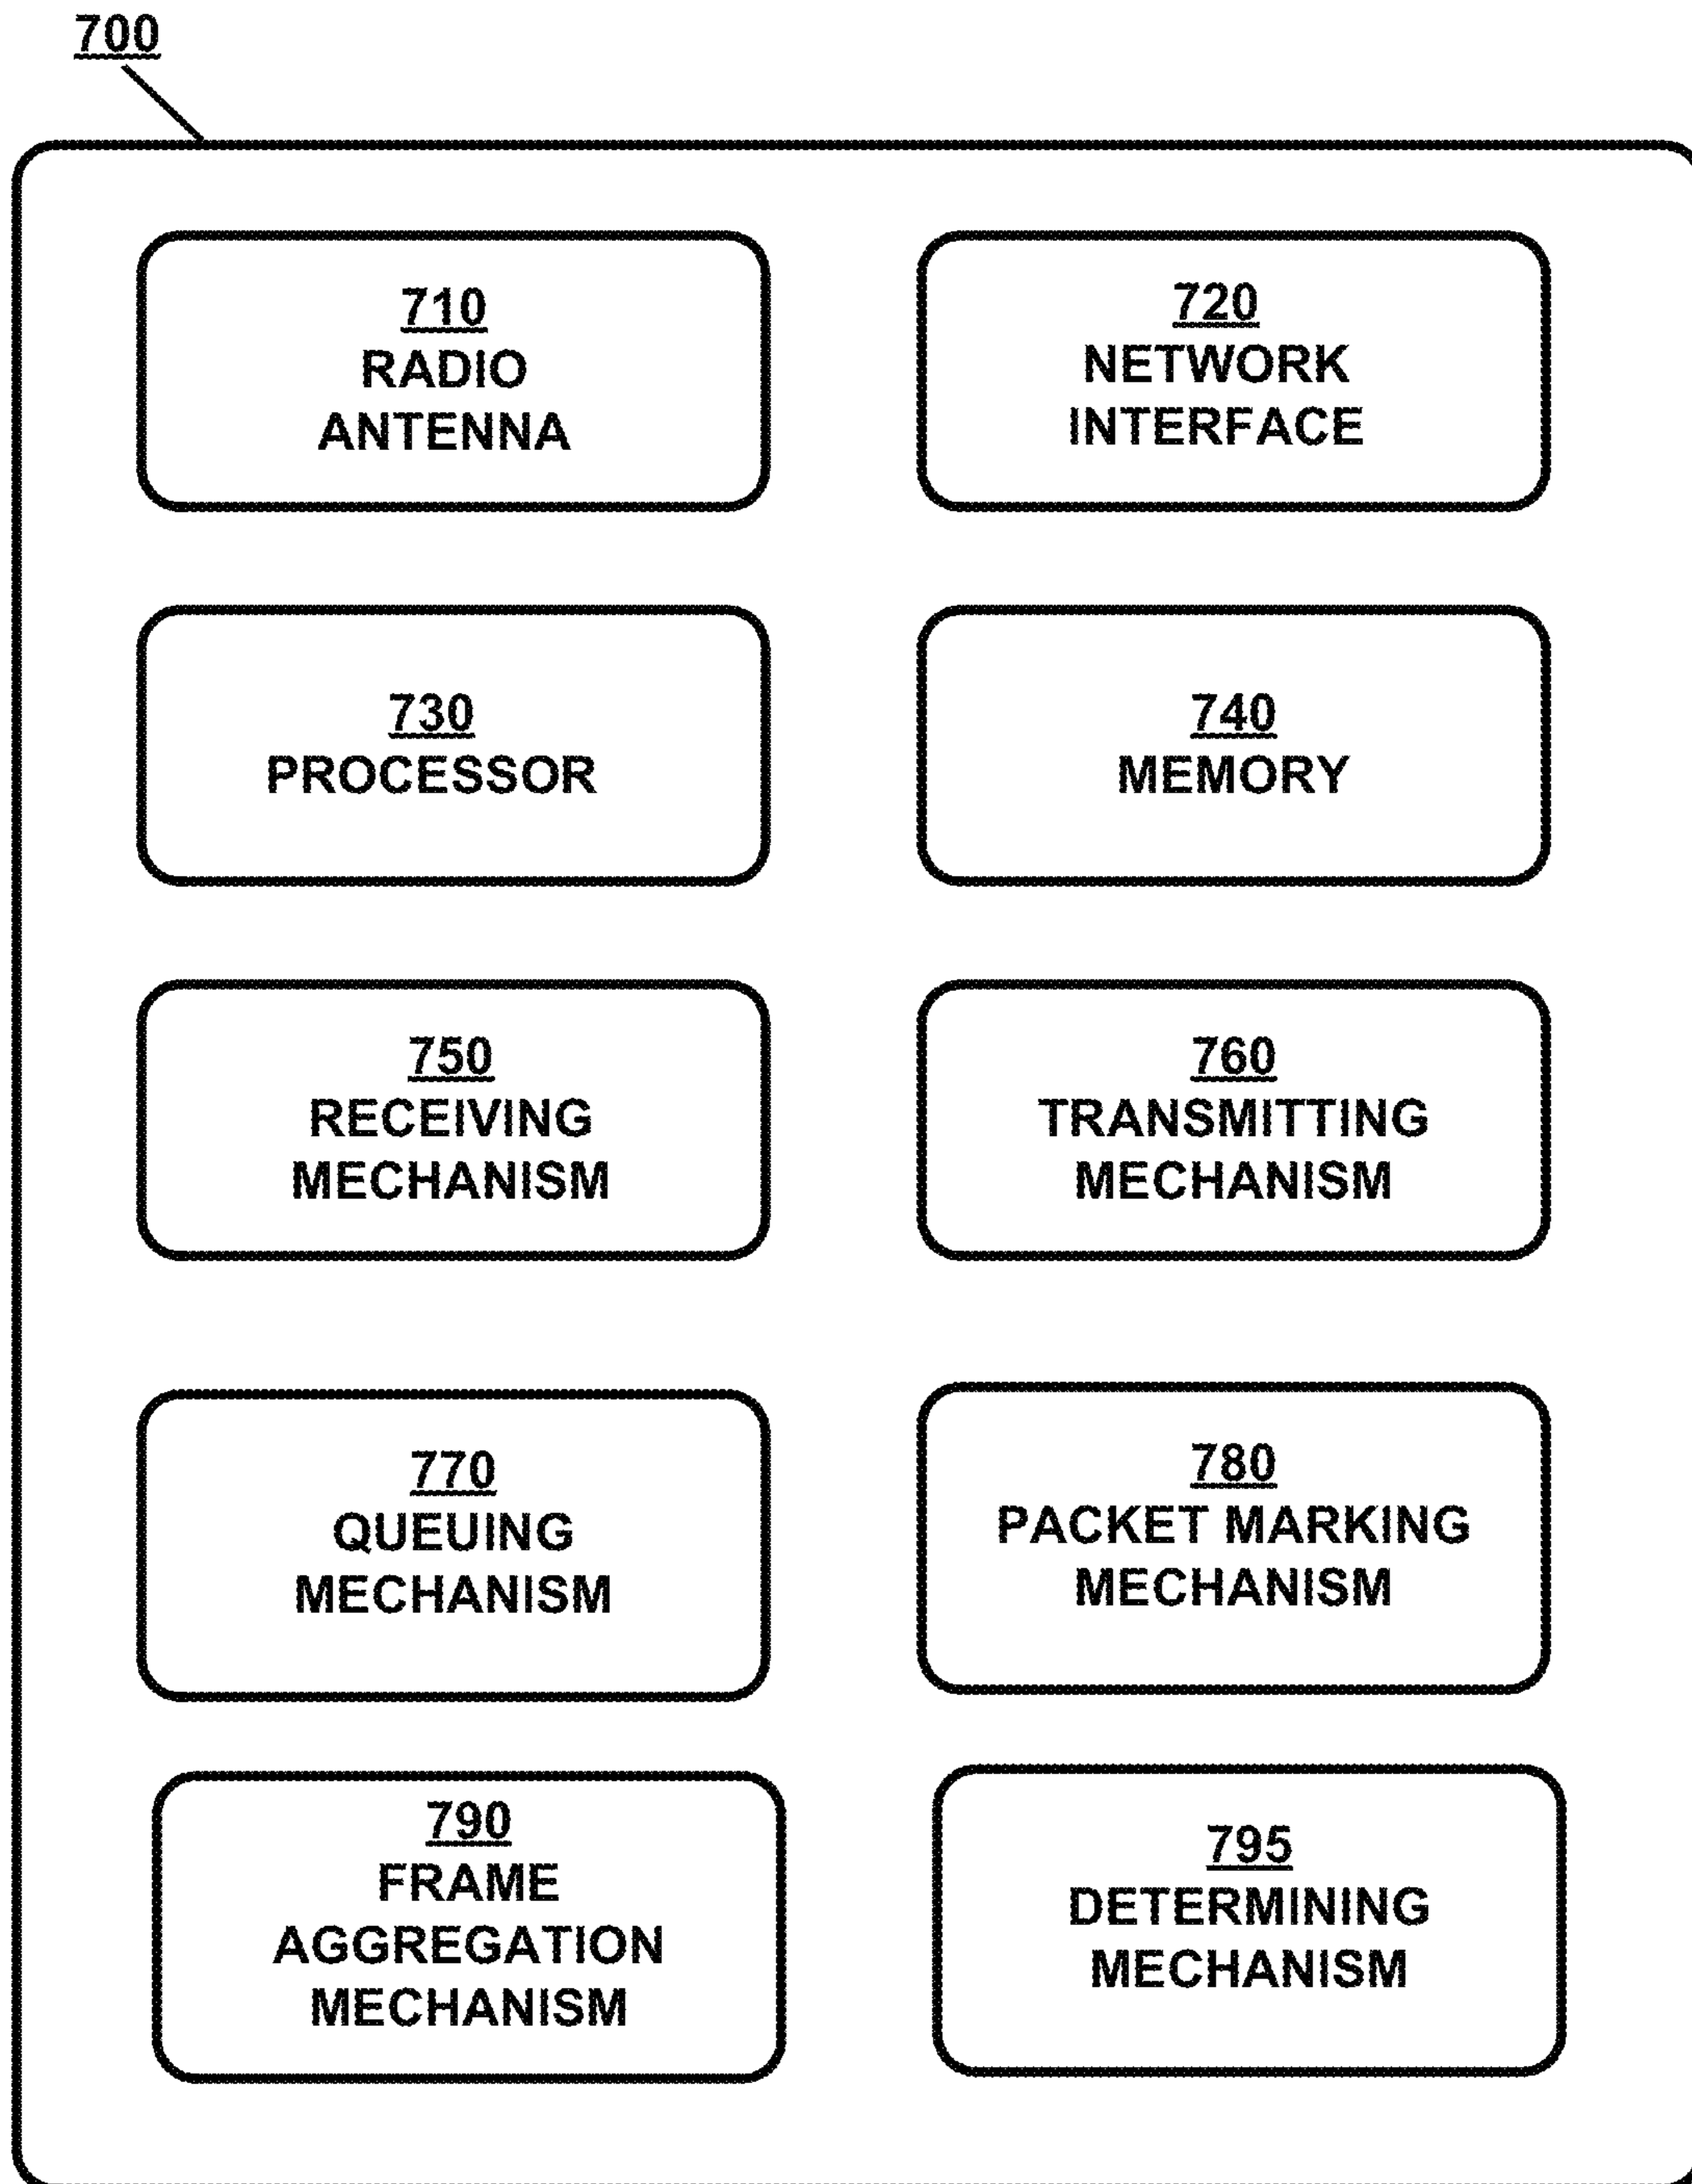 700
710
RADIO
ANTENNA
720
NETWORK
INTERFACE
730
PROCESSOR
740
MEMORY
750
RECEIVING
MECHANISM
760
TRANSMITTING
MECHANISM
770
QUEUING
MECHANISM
780
PACKET MARKING
MECHANISM
790
FRAME
AGGREGATION
MECHANISM
795
DETERMINING
MECHANISM